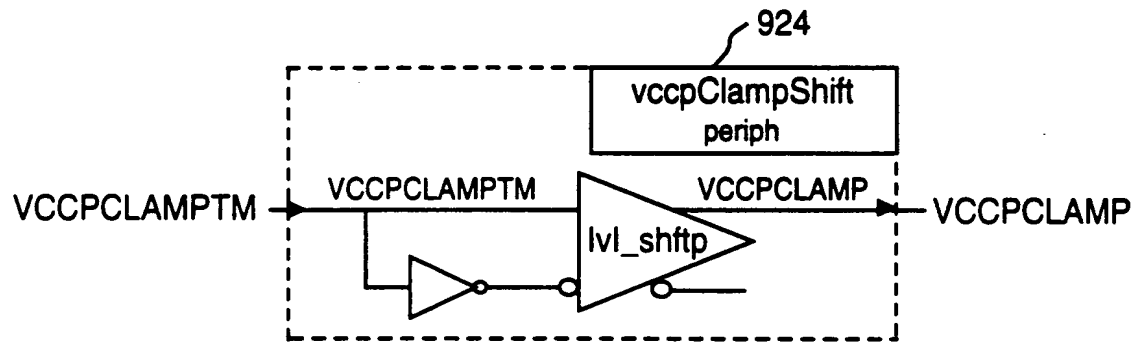 924
vccpClampShift
periph
VCCPCLAMPTM
VCCPCLAMPTM
VCCPCLAMP
VCCPCLAMP
lvl_shftp